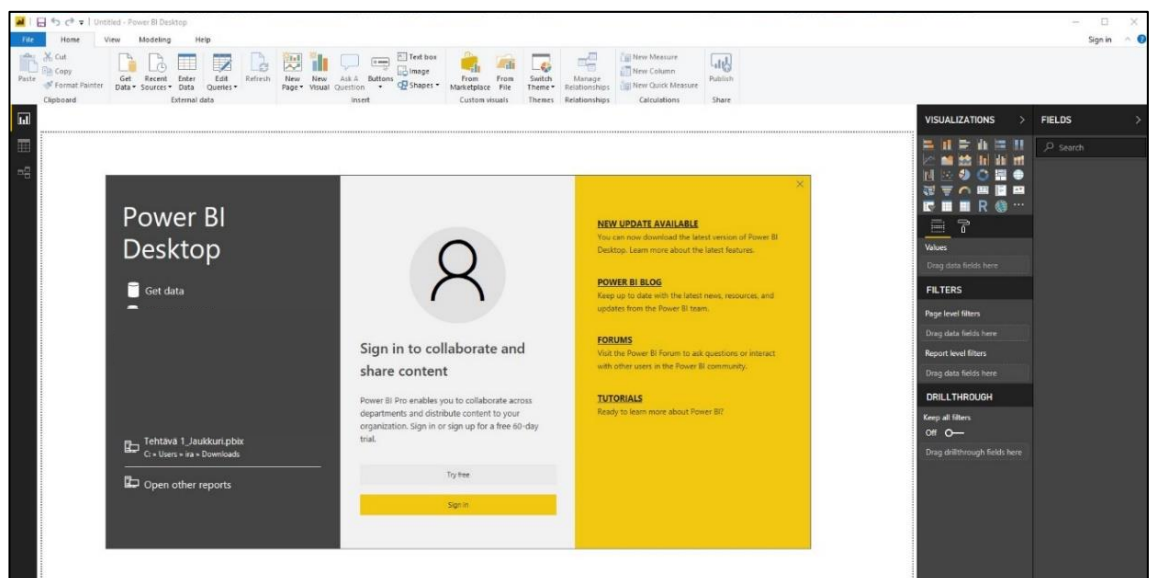 Untitled - Power BI Desktop
File Home View Modeling Help
Sign in
Paste
Cut
Copy
Format Painter
Clipboard
Get Data
Recent Sources
Enter Data
Edit Queries
External data
Refresh
New Page
New Visual
Ask A Question
Buttons
Text box
Image
Shapes
Insert
From Marketplace
From File
Custom visuals
Switch Theme
Themes
Manage Relationships
Relationships
New Measure
New Column
New Quick Measure
Calculations
Publish
Share
Power BI
Desktop
Get data
Tehtävä 1_Jaukkuri.pbix
C: » Users » ira » Downloads
Open other reports
Sign in to collaborate and
share content
Power BI Pro enables you to collaborate across
departments and distribute content to your
organization. Sign in or sign up for a free 60-day
trial.
Try free
Sign in
NEW UPDATE AVAILABLE
You can now download the latest version of Power BI
Desktop. Learn more about the latest features.
POWER BI BLOG
Keep up to date with the latest news, resources, and
updates from the Power BI team.
FORUMS
Visit the Power BI Forum to ask questions or interact
with other users in the Power BI community.
TUTORIALS
Ready to learn more about Power BI?
VISUALIZATIONS
R
Values
Drag data fields here
FILTERS
Page level filters
Drag data fields here
Report level filters
Drag data fields here
DRILLTHROUGH
Keep all filters
Off
Drag drillthrough fields here
FIELDS
Search